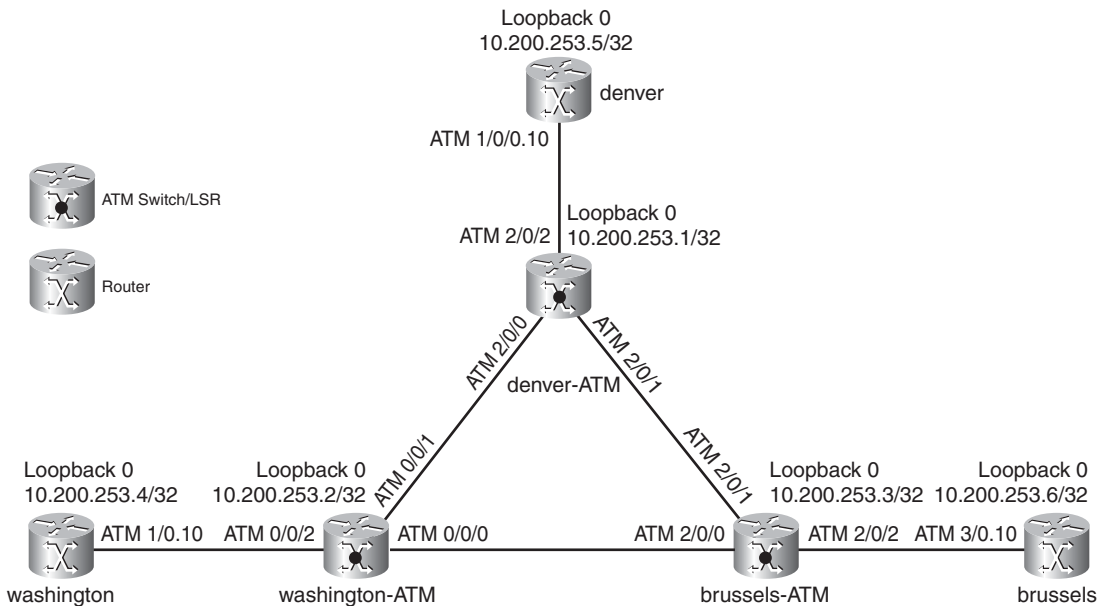 Loopback 0
10.200.253.5/32
denver
ATM 1/0/0.10
ATM Switch/LSR
Loopback 0
ATM 2/0/2
10.200.253.1/32
Router
ATM 2/0/0
ATM 2/0/1
denver-ATM
ATM 0/0/1
ATM 2/0/1
Loopback 0
10.200.253.4/32
Loopback 0
10.200.253.2/32
Loopback 0
10.200.253.3/32
Loopback 0
10.200.253.6/32
ATM 1/0.10
ATM 0/0/2
ATM 0/0/0
ATM 2/0/0
ATM 2/0/2
ATM 3/0.10
washington
washington-ATM
brussels-ATM
brussels